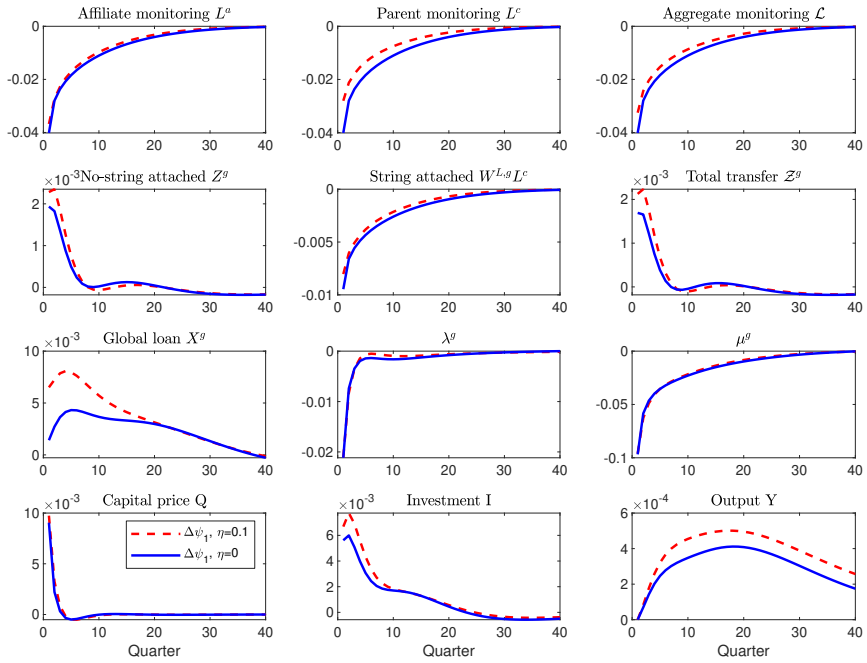 Affiliate monitoring L^a
Parent monitoring L^c
Aggregate monitoring ℒ
0
-0.02
-0.04
0 10 20 30 40
0
-0.02
-0.04
0 10 20 30 40
0
-0.02
-0.04
0 10 20 30 40
×10^-3
No-string attached Z^g
String attached W^{L,g}L^c
×10^-3
Total transfer 𝒵^g
2
1
0
0 10 20 30 40
0
-0.005
-0.01
0 10 20 30 40
2
1
0
0 10 20 30 40
×10^-3
Global loan X^g
λ^g
μ^g
10
5
0
0 10 20 30 40
0
-0.01
-0.02
0 10 20 30 40
0
-0.05
-0.1
0 10 20 30 40
×10^-3
Capital price Q
×10^-3
Investment I
×10^-4
Output Y
10
5
0
0 10 20 30 40
Δψ_1, η=0.1
Δψ_1, η=0
6
4
2
0
0 10 20 30 40
6
4
2
0
0 10 20 30 40
Quarter
Quarter
Quarter